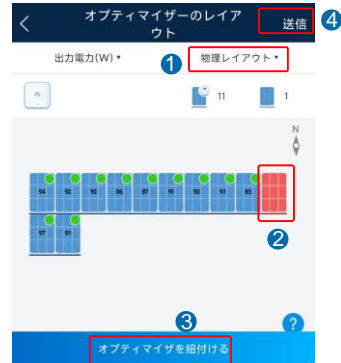 オプティマイザーのレイア
ウト
送信
4
出力電力(W)
1
物理レイアウト
11
1
N
94 92 92 86 87 91 92 91 83
2
97 91
3
?
オプティマイザを紐付ける